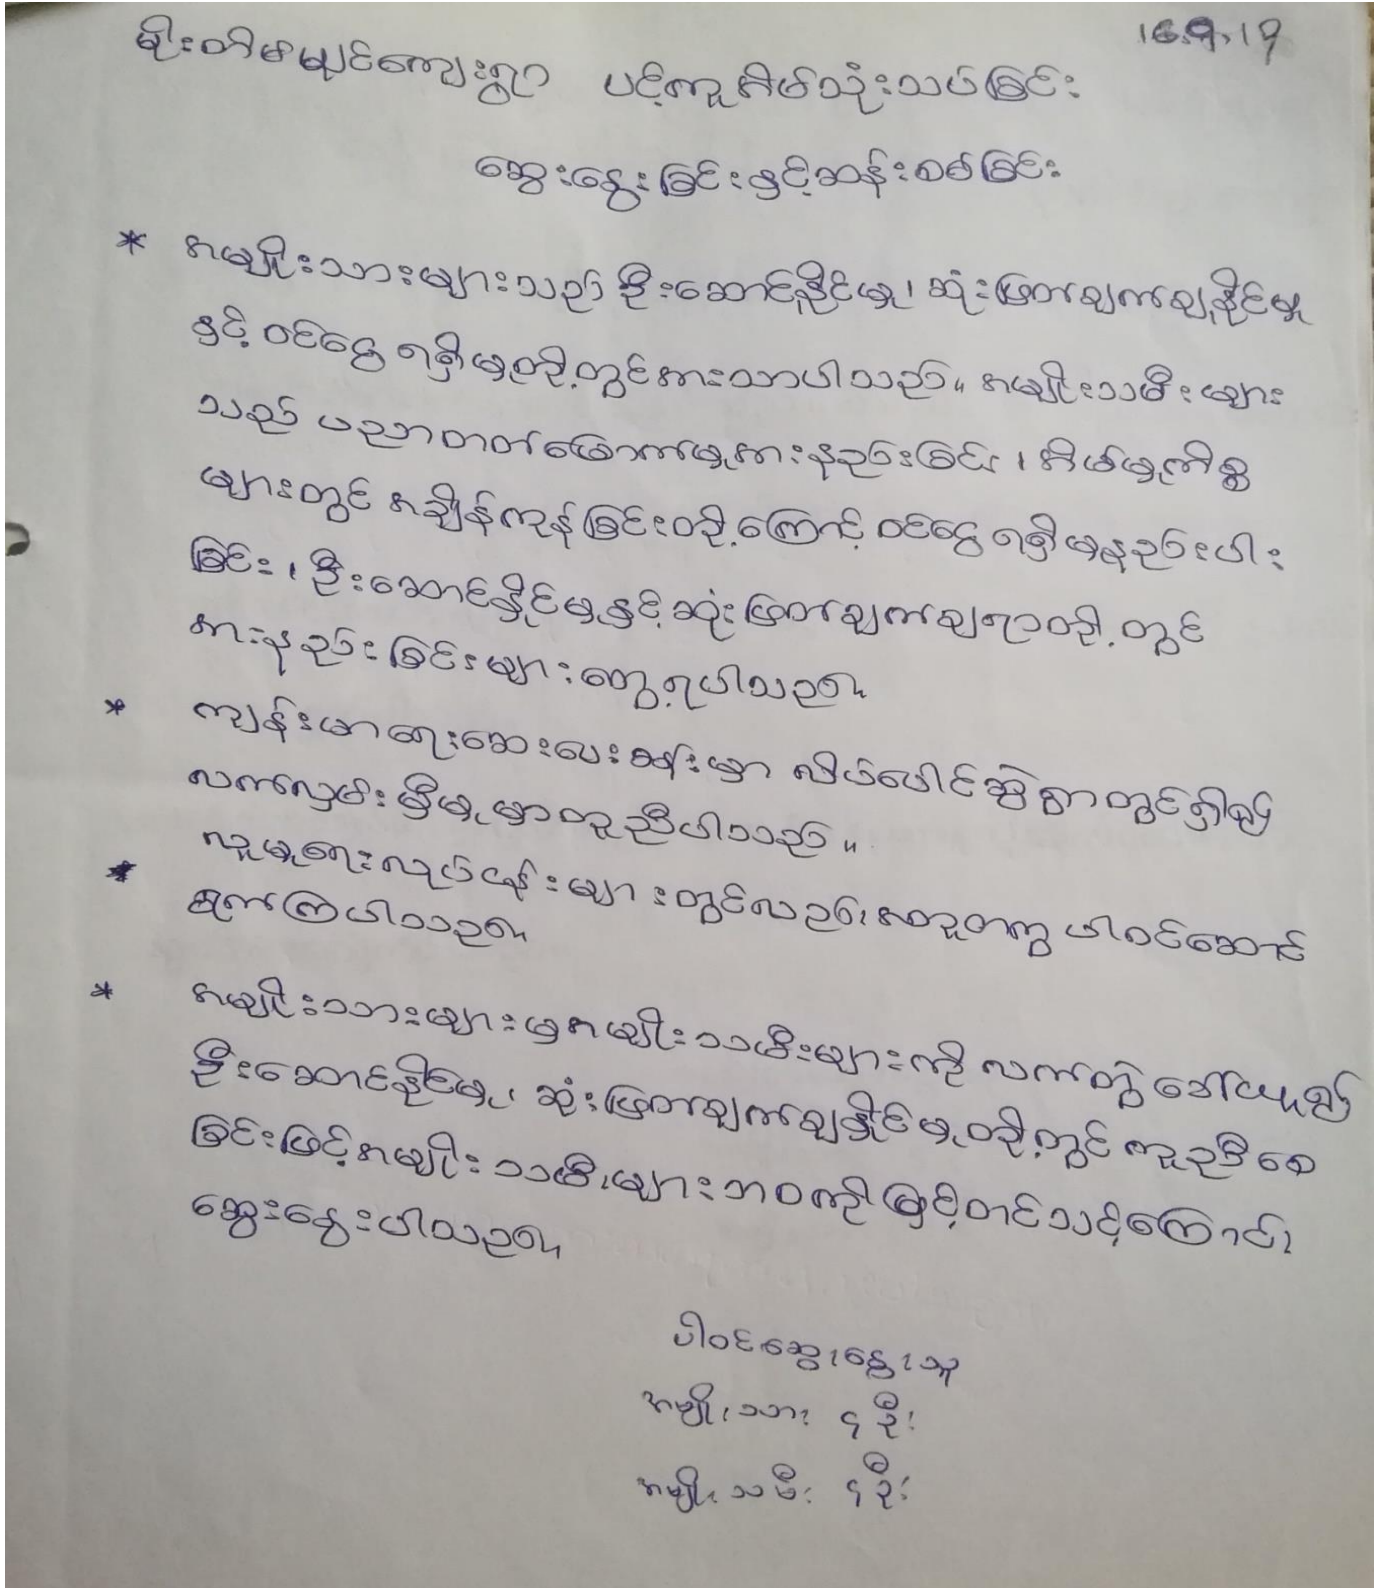 16.9.19
မိုးတိမ်မျှင်ကျေးရွာ ပင့်ကူအိမ်သုံးသပ်ခြင်း
ဆွေးနွေးခြင်းနှင့်ဆန်းစစ်ခြင်း
* အမျိုးသားများသည် ဦးဆောင်နိုင်မှု၊ ဆုံးဖြတ်ချက်ချနိုင်မှု
နှင့် ဝင်ငွေ ရရှိမှုတို့တွင်အားသာပါသည်။ အမျိုးသမီးများ
သည် ပညာတတ်မြောက်မှုအားနည်းခြင်း၊ အိမ်မှုကိစ္စ
များတွင် အချိန်ကုန်ခြင်းတို့ကြောင့် ဝင်ငွေ ရရှိမှုနည်းပါး
ခြင်း၊ ဦးဆောင်နိုင်မှုနှင့်ဆုံးဖြတ်ချက်ချရာတို့တွင်
အားနည်းခြင်းများတွေ့ရပါသည်။
* ကျန်းမာရေးဆေးပေးခန်းမှာ လိပ်ပေါင်ဆွဲရွာတွင်ရှိ၍
လက်လှမ်းမှီမှုမှာတူညီပါသည်။
* လူမှုရေးလုပ်ငန်းများတွင်လည်းအတူတကွ ပါဝင်ဆောင်
ရွက်ကြပါသည်။
* အမျိုးသားများမှအမျိုးသမီးများကို လက်တွဲခေါ်ယူ၍
ဦးဆောင်နိုင်မှု၊ ဆုံးဖြတ်ချက်ချနိုင်မှုတို့တွင် ကူညီစေ
ခြင်းဖြင့်အမျိုးသမီးများဘဝကိုမြှင့်တင်သင့်ကြောင်း
ဆွေးနွေးပါသည်။
ပါဝင်ဆွေးနွေးသူ
အမျိုးသား ၄ ဦး
အမျိုးသမီး ၄ ဦး